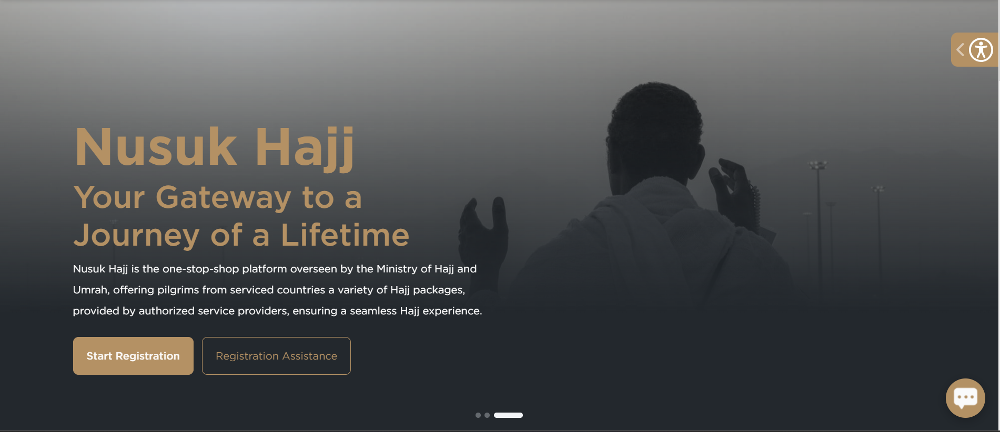 Nusuk Hajj
Your Gateway to a
Journey of a Lifetime
Nusuk Hajj is the one-stop-shop platform overseen by the Ministry of Hajj and
Umrah, offering pilgrims from serviced countries a variety of Hajj packages,
provided by authorized service providers, ensuring a seamless Hajj experience.
Start Registration
Registration Assistance